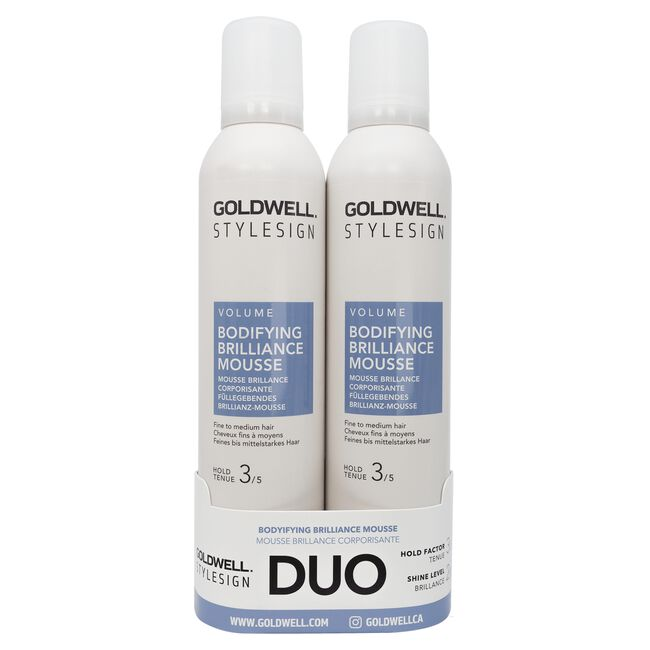 GOLDWELL.
STYLESIGN
VOLUME
BODIFYING
BRILLIANCE
MOUSSE
MOUSSE BRILLANCE
CORPORISANTE
FÜLLEGEBENDES
BRILLIANZ-MOUSSE
Fine to medium hair
Cheveux fins à moyens
Feines bis mittelstarkes Haar
HOLD
TENUE 3/5
GOLDWELL.
STYLESIGN
VOLUME
BODIFYING
BRILLIANCE
MOUSSE
MOUSSE BRILLANCE
CORPORISANTE
FÜLLEGEBENDES
BRILLIANZ-MOUSSE
Fine to medium hair
Cheveux fins à moyens
Feines bis mittelstarkes Haar
HOLD
TENUE 3/5
BODYIFYING BRILLIANCE MOUSSE
MOUSSE BRILLANCE CORPORISANTE
GOLDWELL.
STYLESIGN
DUO
HOLD FACTOR
TENUE
SHINE LEVEL
BRILLANCE
WWW.GOLDWELL.COM
GOLDWELLCA